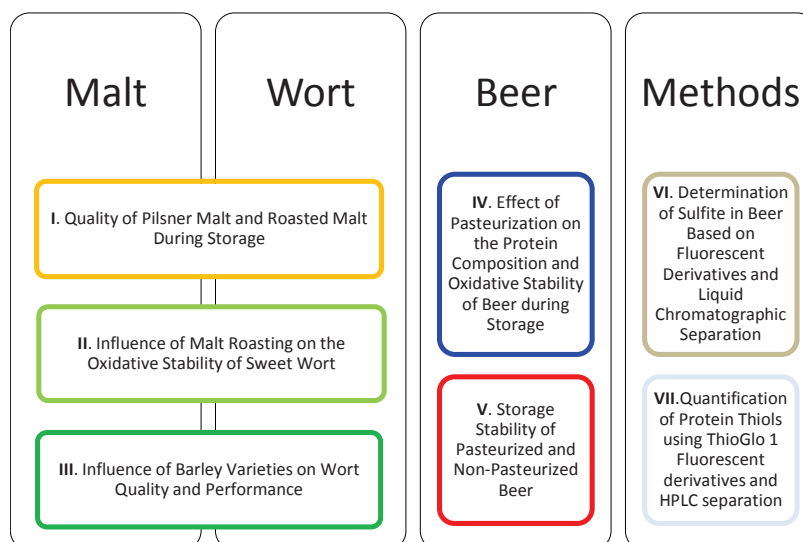 Malt
Wort
Beer
Methods
I. Quality of Pilsner Malt and Roasted Malt
During Storage
II. Influence of Malt Roasting on the
Oxidative Stability of Sweet Wort
III. Influence of Barley Varieties on Wort
Quality and Performance
IV. Effect of
Pasteurization on
the Protein
Composition and
Oxidative Stability
of Beer during
Storage
V. Storage
Stability of
Pasteurized and
Non-Pasteurized
Beer
VI. Determination
of Sulfite in Beer
Based on
Fluorescent
Derivatives and
Liquid
Chromatographic
Separation
VII.Quantification
of Protein Thiols
using ThioGlo 1
Fluorescent
derivatives and
HPLC separation